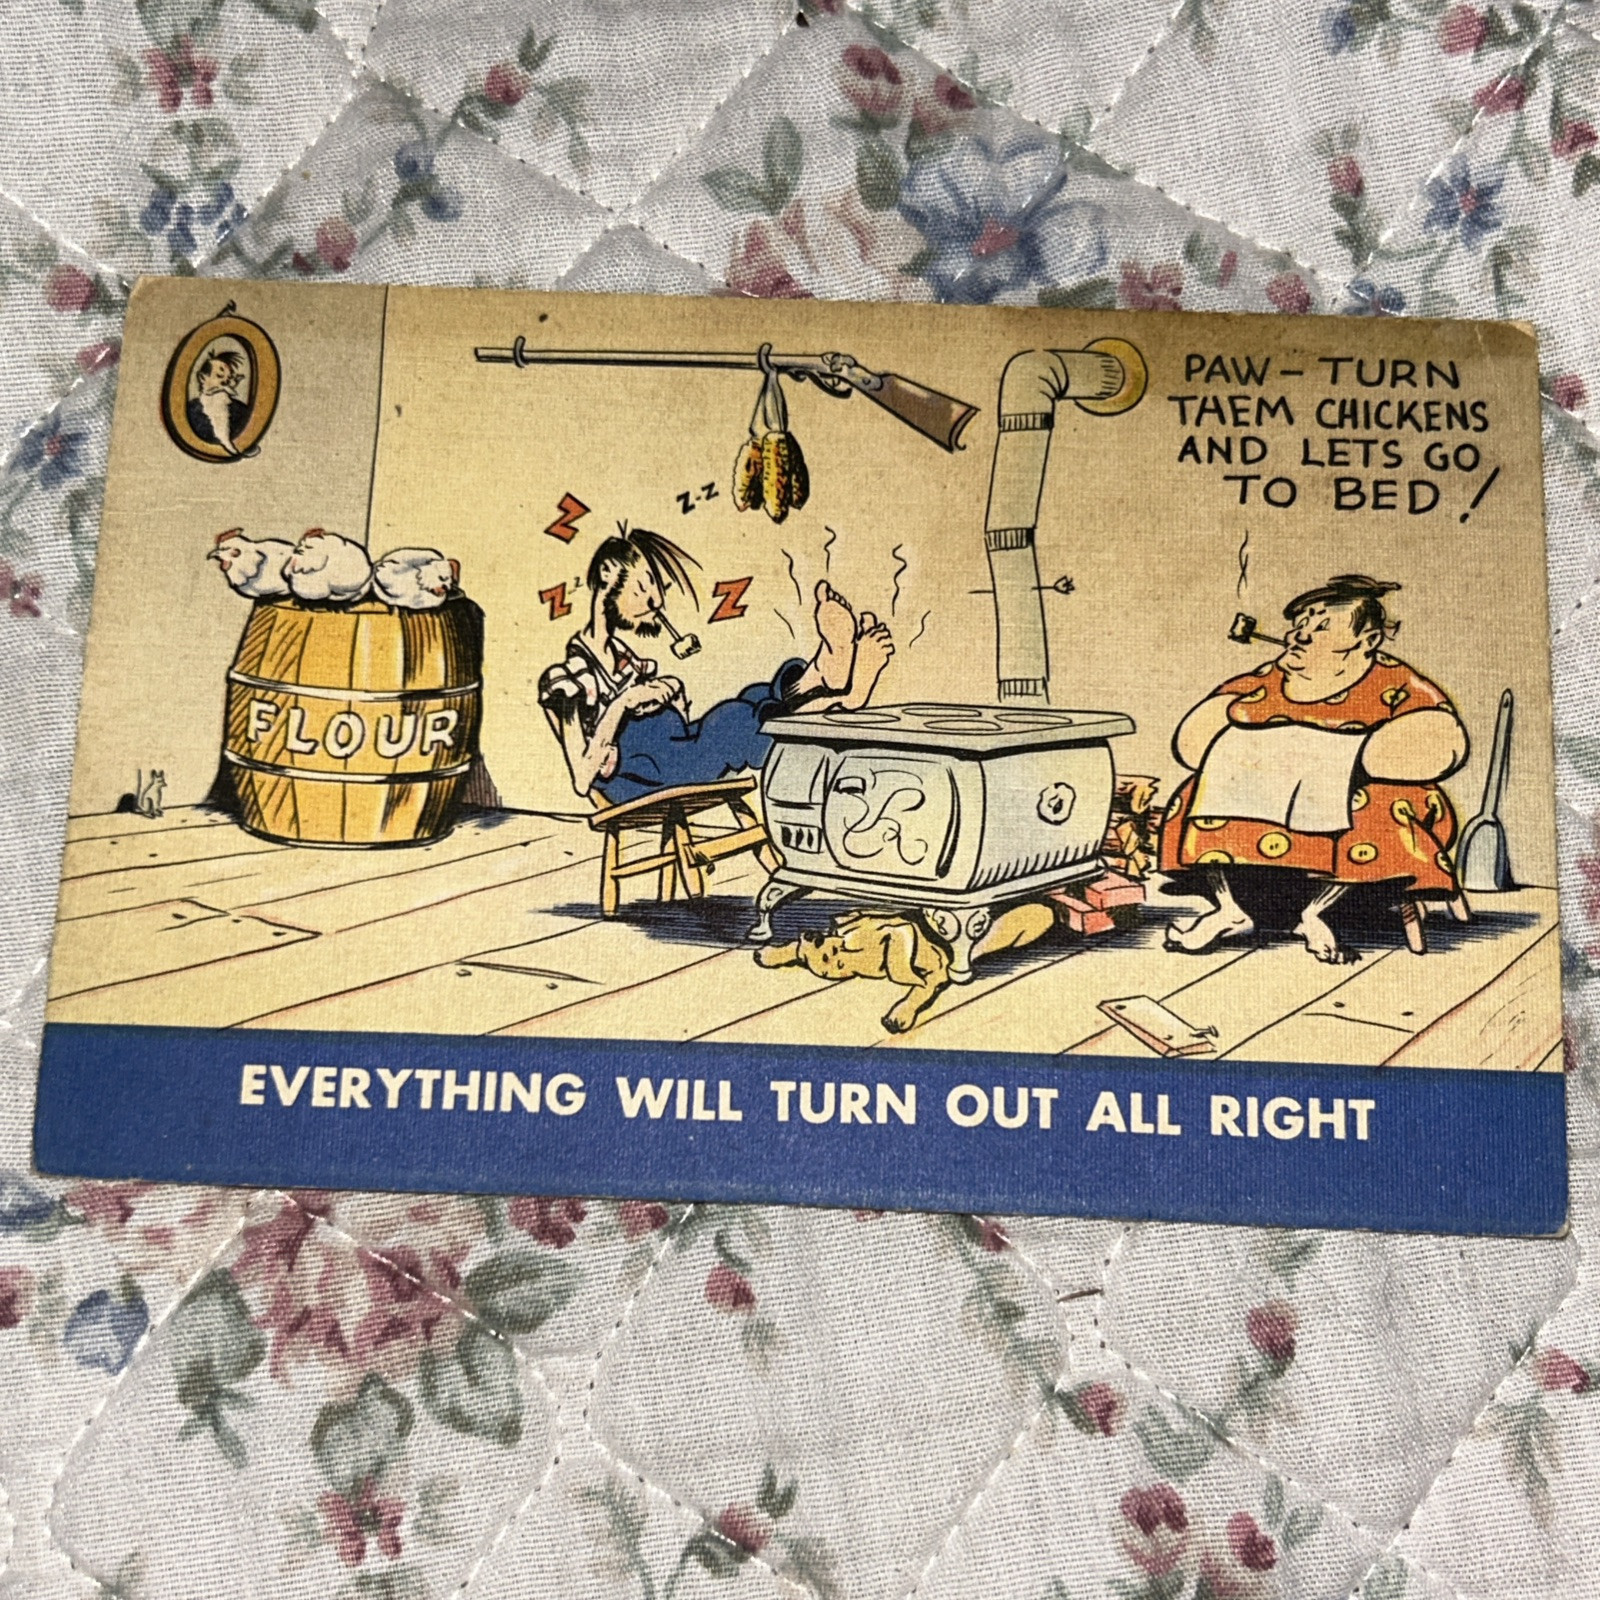 PAW – TURN
THEM CHICKENS
AND LETS GO
TO BED!
Z
Z-Z
Z Z Z
Z
FLOUR
EVERYTHING WILL TURN OUT ALL RIGHT